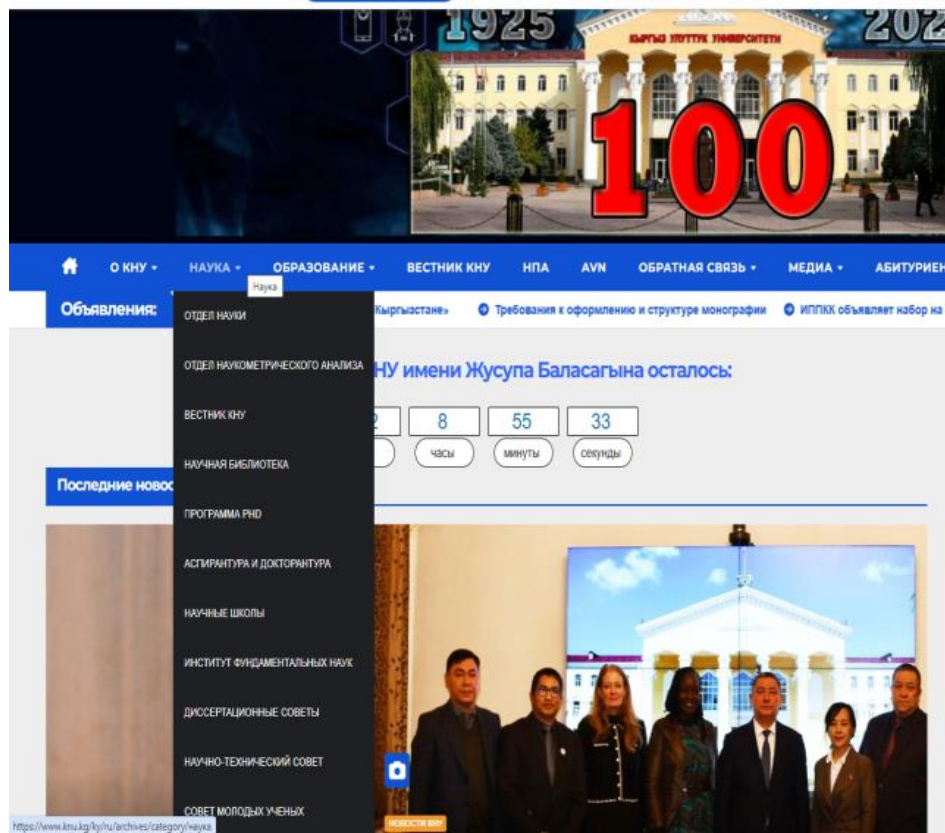 1925
202
КЫРГЫЗ УЛУТТУК УНИВЕРСИТЕТИ
100
О КНУ
НАУКА
ОБРАЗОВАНИЕ
ВЕСТНИК КНУ
НПА
AVN
ОБРАТНАЯ СВЯЗЬ
МЕДИА
АБИТУРИЕН
Наука
Объявления:
Кыргызстане»
Требования к оформлению и структуре монографии
ИППКК объявляет набор на
ОТДЕЛ НАУКИ
ОТДЕЛ НАУКОМЕТРИЧЕСКОГО АНАЛИЗА
ВЕСТНИК КНУ
НАУЧНАЯ БИБЛИОТЕКА
ПРОГРАММА PHD
АСПИРАНТУРА И ДОКТОРАНТУРА
НАУЧНЫЕ ШКОЛЫ
ИНСТИТУТ ФУНДАМЕНТАЛЬНЫХ НАУК
ДИССЕРТАЦИОННЫЕ СОВЕТЫ
НАУЧНО-ТЕХНИЧЕСКИЙ СОВЕТ
СОВЕТ МОЛОДЫХ УЧЕНЫХ
НУ имени Жусупа Баласагына осталось:
2
8
55
33
часы
минуты
секунды
Последние новос
НОВОСТИ КНУ
https://www.knu.kg/ky/ru/archives/category/наука